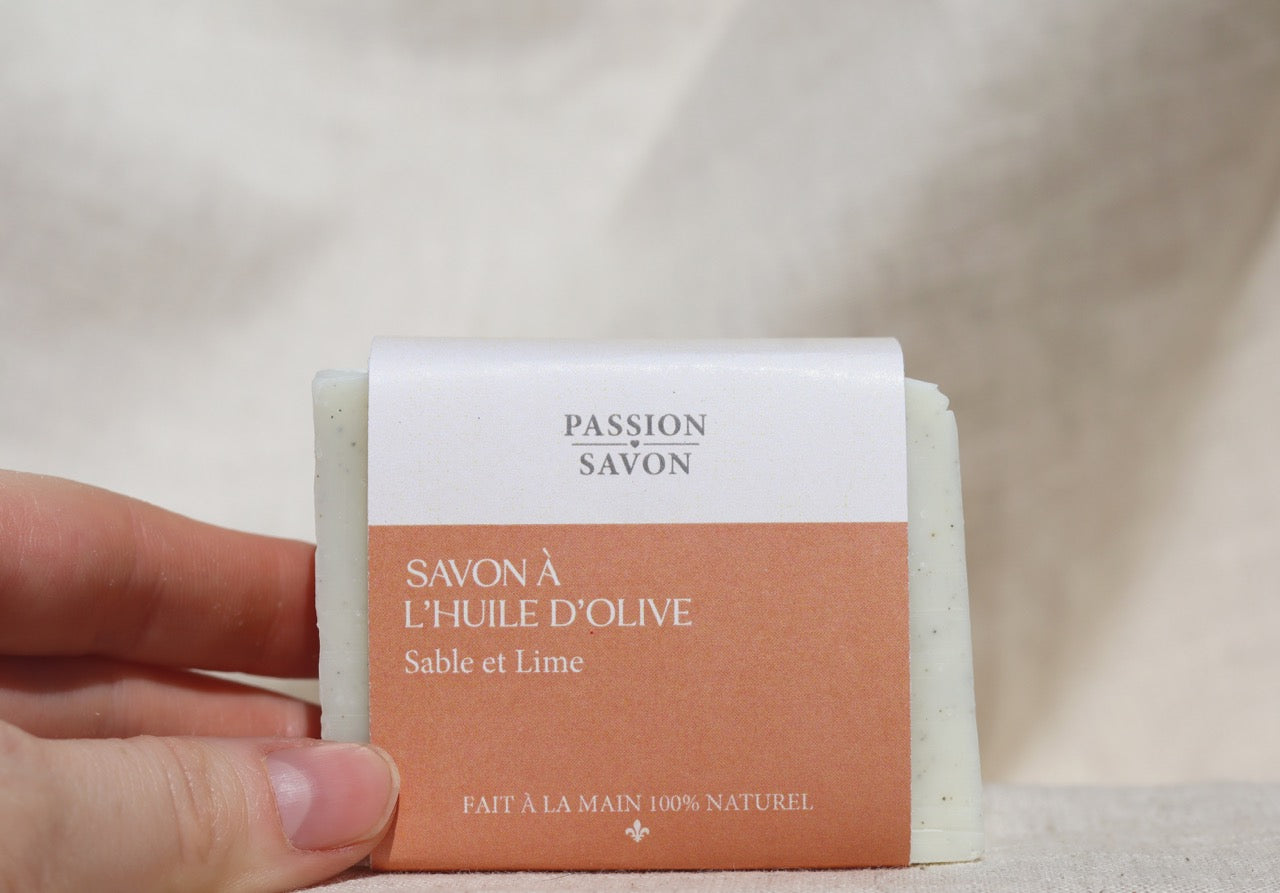 PASSION
SAVON
SAVON À
L'HUILE D'OLIVE
Sable et Lime
FAIT À LA MAIN 100% NATUREL